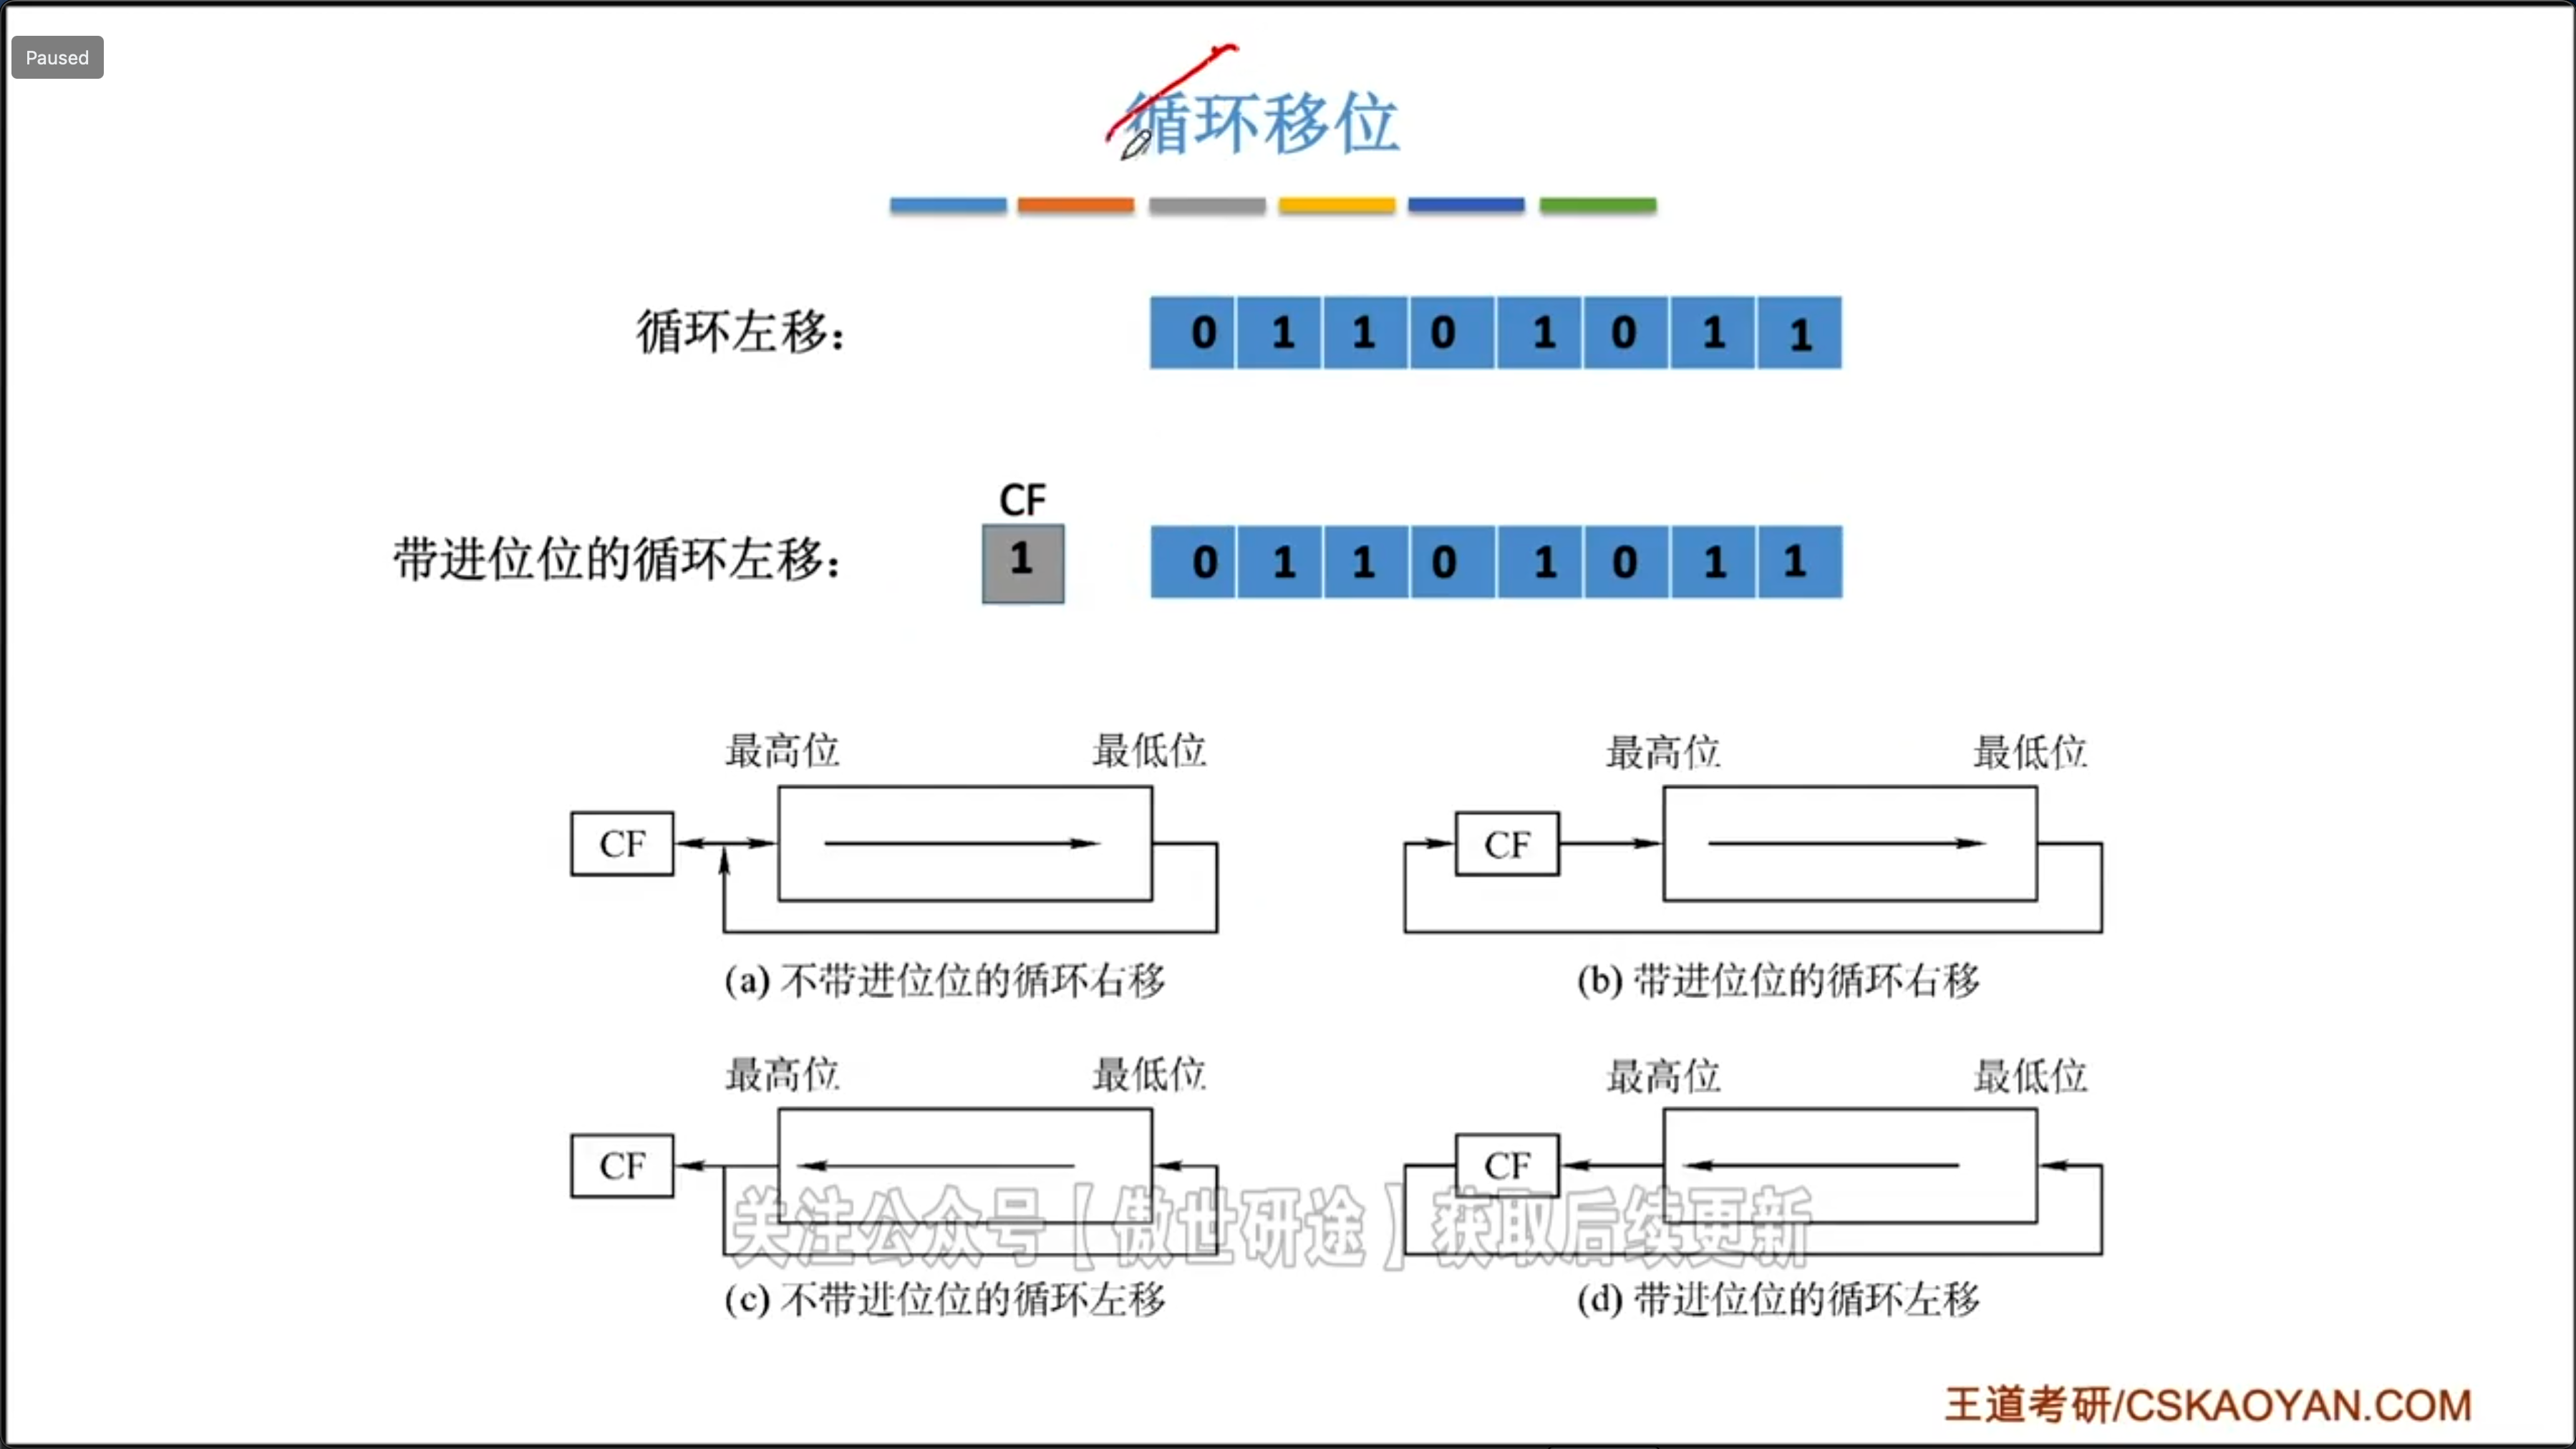 Paused
循环移位
循环左移：
0 1 1 0 1 0 1 1
CF
带进位位的循环左移：
1
0 1 1 0 1 0 1 1
最高位 最低位
最高位 最低位
CF
CF
(a) 不带进位位的循环右移
(b) 带进位位的循环右移
最高位 最低位
最高位 最低位
CF
CF
关注公众号【傲世研途】获取后续更新
(c) 不带进位位的循环左移
(d) 带进位位的循环左移
王道考研/CSKAOYAN.COM